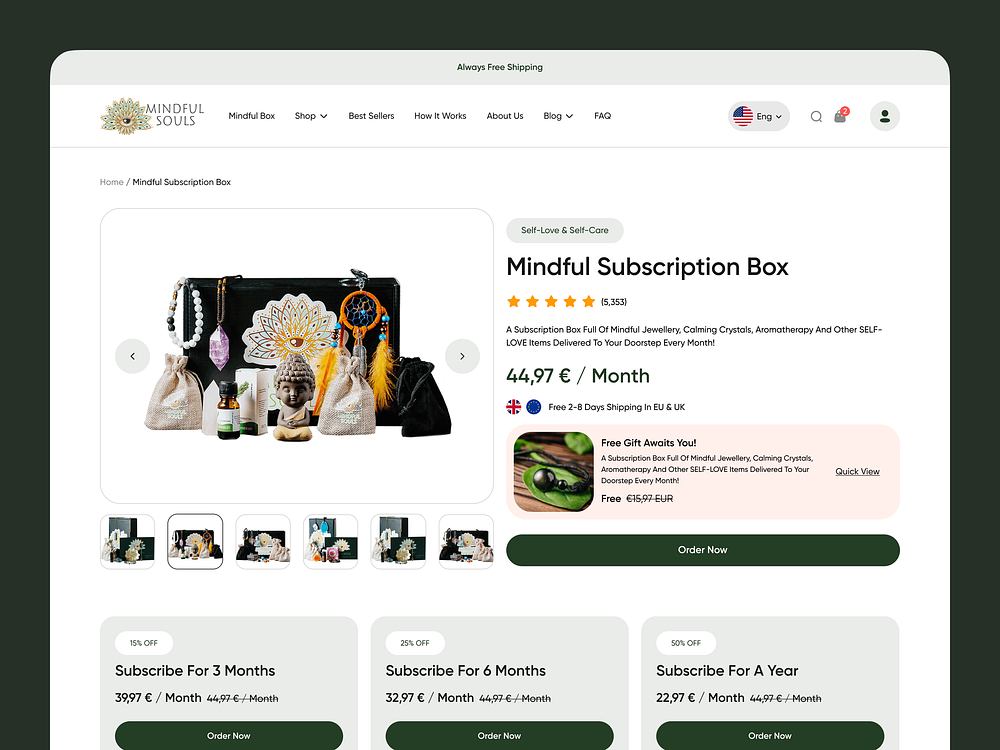 Always Free Shipping
MINDFUL
SOULS
Mindful Box
Shop
Best Sellers
How It Works
About Us
Blog
FAQ
Eng
2
Home / Mindful Subscription Box
Self-Love & Self-Care
Mindful Subscription Box
(5,353)
A Subscription Box Full Of Mindful Jewellery, Calming Crystals, Aromatherapy And Other SELF-
LOVE Items Delivered To Your Doorstep Every Month!
44,97 € / Month
Free 2-8 Days Shipping In EU & UK
Free Gift Awaits You!
A Subscription Box Full Of Mindful Jewellery, Calming Crystals,
Aromatherapy And Other SELF-LOVE Items Delivered To Your
Doorstep Every Month!
Free €15,97 EUR
Quick View
Order Now
15% OFF
Subscribe For 3 Months
39,97 € / Month 44,97 € / Month
Order Now
25% OFF
Subscribe For 6 Months
32,97 € / Month 44,97 € / Month
Order Now
50% OFF
Subscribe For A Year
22,97 € / Month 44,97 € / Month
Order Now